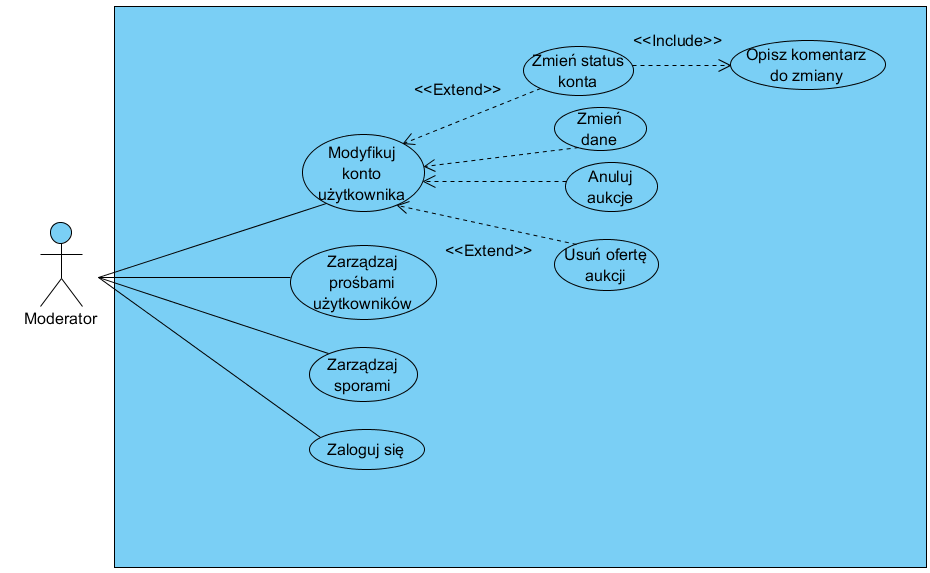 <<Include>>
Zmień status
konta
Opisz komentarz
do zmiany
<<Extend>>
Zmień
dane
Modyfikuj
konto
użytkownika
Anuluj
aukcje
<<Extend>>
Usuń ofertę
aukcji
Zarządzaj
prośbami
użytkowników
Moderator
Zarządzaj
sporami
Zaloguj się